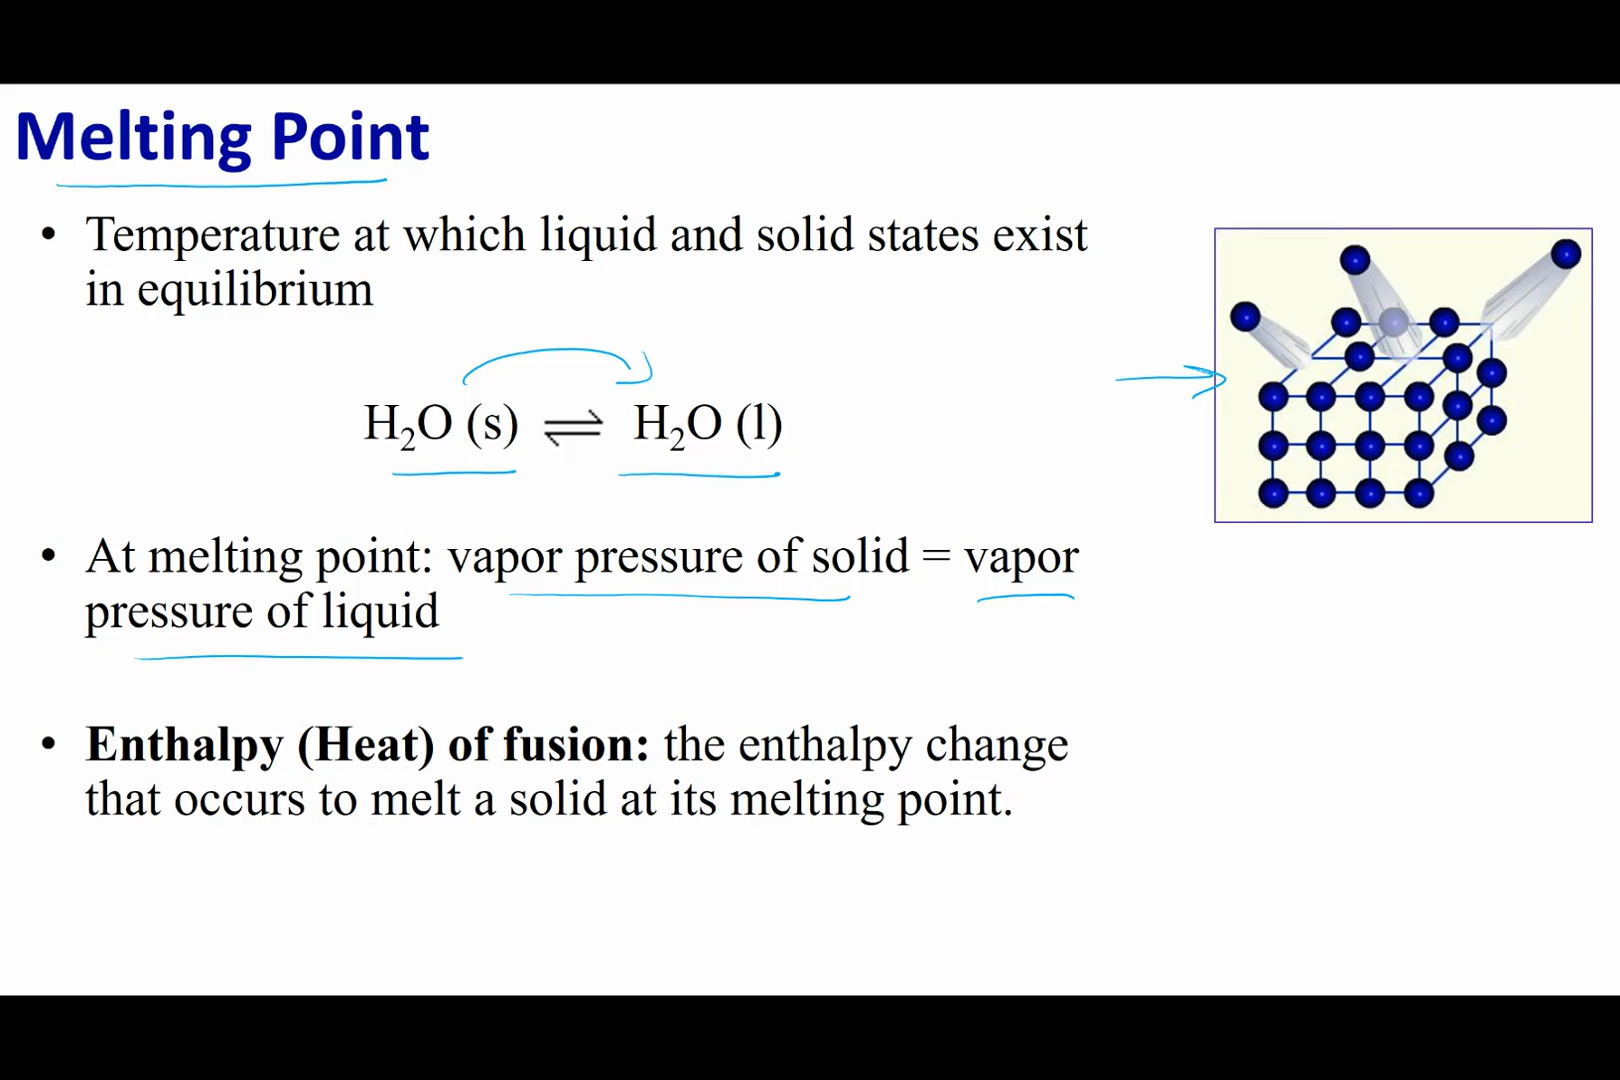 Melting Point
• Temperature at which liquid and solid states exist
in equilibrium
H₂O (s) ⇌ H₂O (l)
• At melting point: vapor pressure of solid = vapor
pressure of liquid
• Enthalpy (Heat) of fusion: the enthalpy change
that occurs to melt a solid at its melting point.